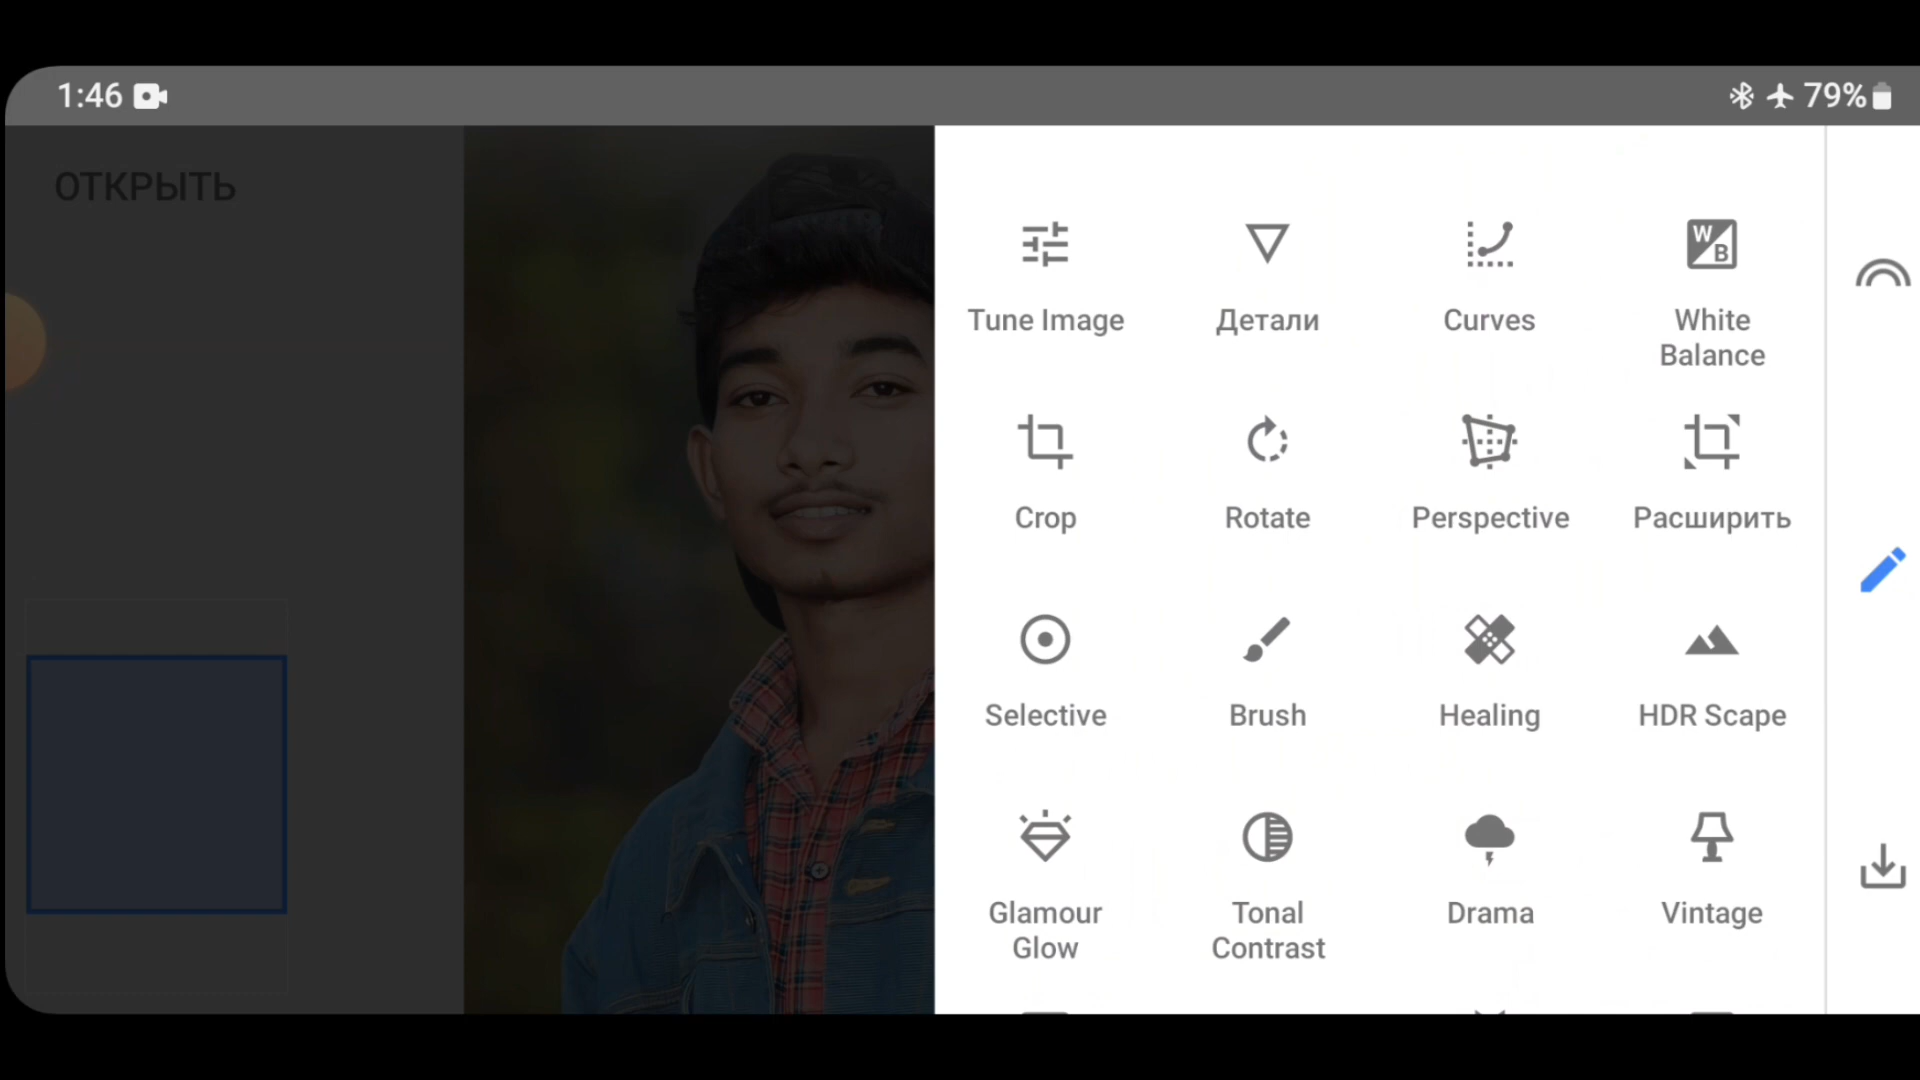 1:46
79%
ОТКРЫТЬ
Tune Image
Детали
Curves
White
Balance
Crop
Rotate
Perspective
Расширить
Selective
Brush
Healing
HDR Scape
Glamour
Glow
Tonal
Contrast
Drama
Vintage
W
B